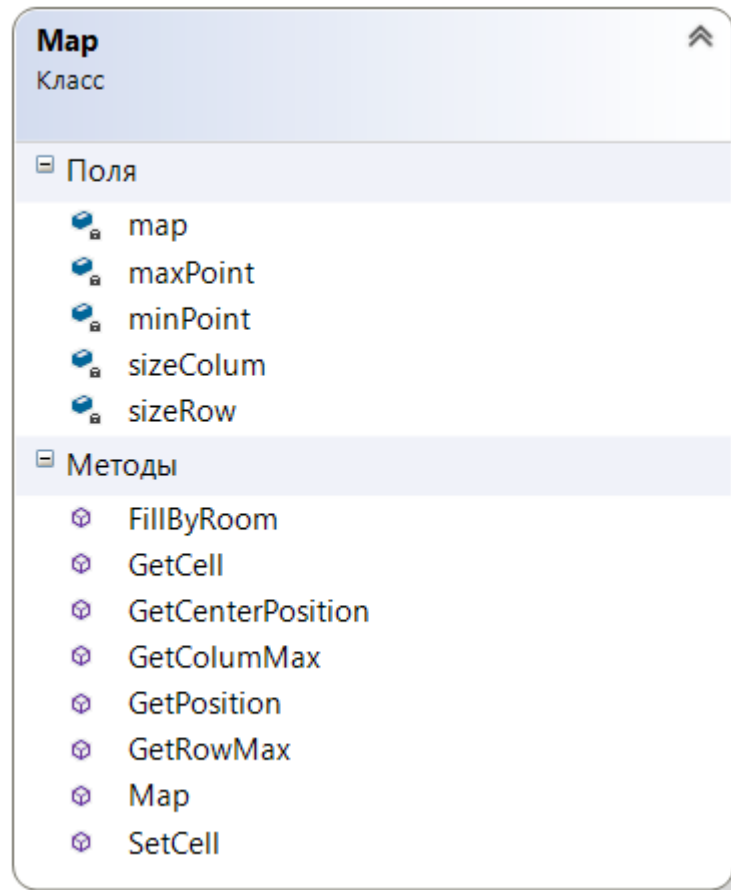 Map
Класс
Поля
map
maxPoint
minPoint
sizeColum
sizeRow
Методы
FillByRoom
GetCell
GetCenterPosition
GetColumMax
GetPosition
GetRowMax
Map
SetCell